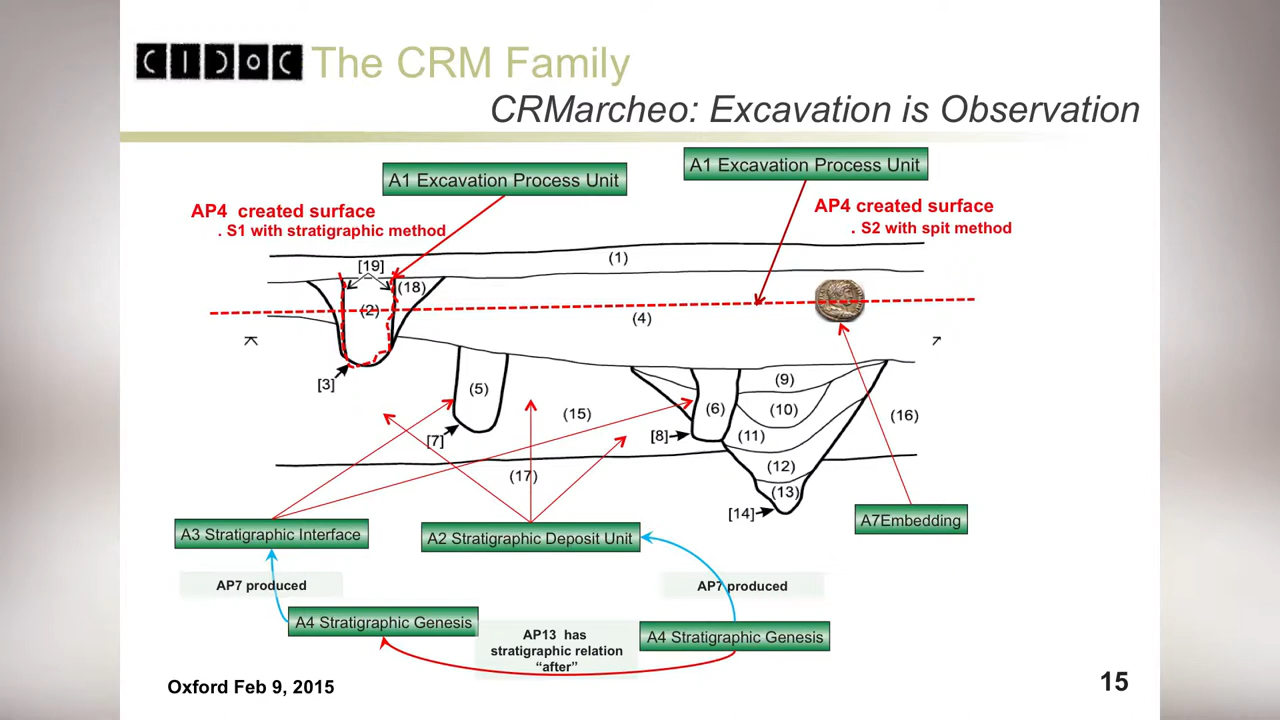 CIDOC The CRM Family
CRMarcheo: Excavation is Observation
A1 Excavation Process Unit
A1 Excavation Process Unit
AP4 created surface
. S1 with stratigraphic method
AP4 created surface
. S2 with spit method
(1)
[19]
(18)
(2)
(4)
[3]
(5)
[7]
(15)
(6)
[8]
(9)
(10)
(11)
(12)
(13)
[14]
(16)
(17)
A3 Stratigraphic Interface
A2 Stratigraphic Deposit Unit
A7Embedding
AP7 produced
AP7 produced
A4 Stratigraphic Genesis
A4 Stratigraphic Genesis
AP13 has
stratigraphic relation
“after”
Oxford Feb 9, 2015
15